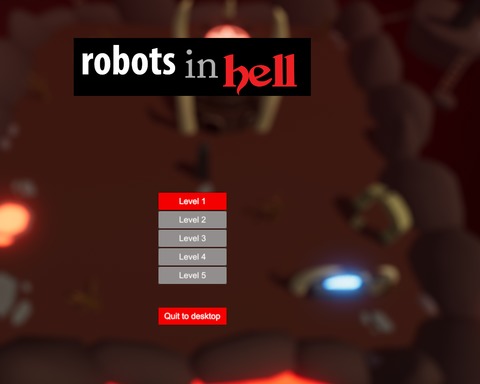 robots in hell
Level 1
Level 2
Level 3
Level 4
Level 5
Quit to desktop